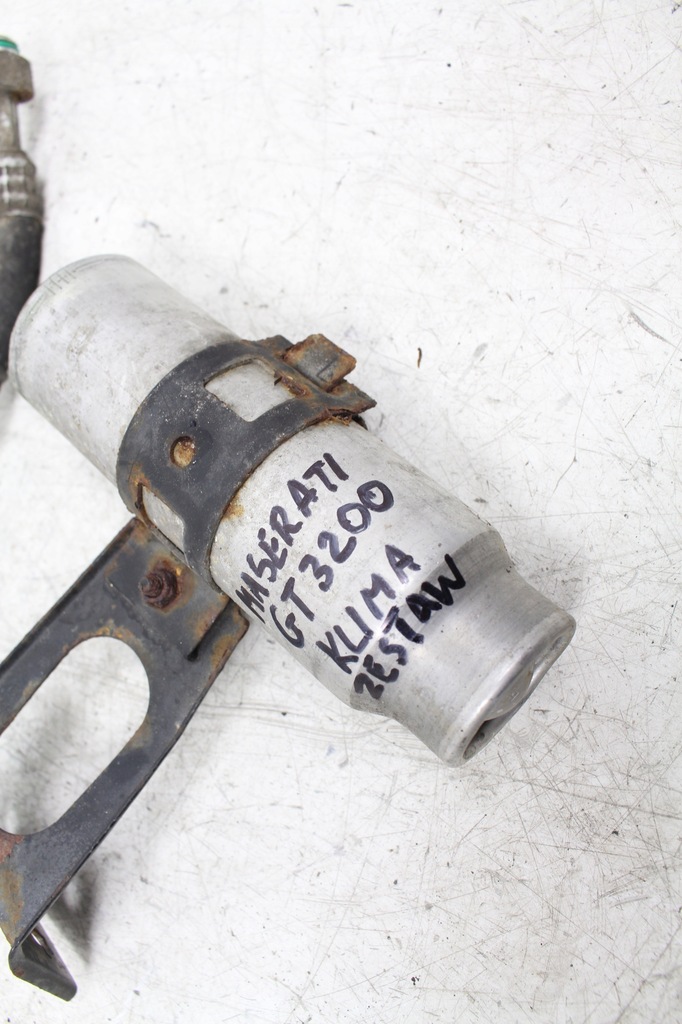 MASERATI
GT 3200
KLIMA
ZESTAW